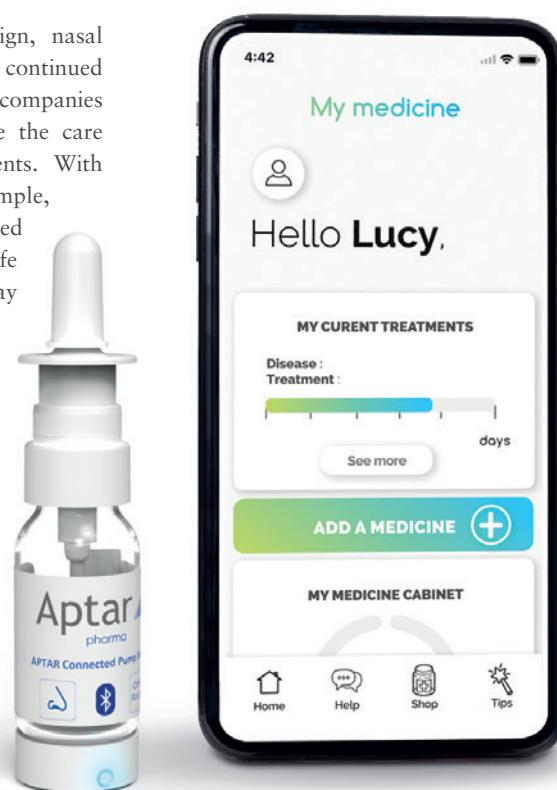 ign, nasal
continued
companies
e the care
ents. With
mple,
ed
fe
ay
4:42
My medicine
Hello Lucy,
MY CURENT TREATMENTS
Disease :
Treatment :
days
See more
ADD A MEDICINE
MY MEDICINE CABINET
Home Help Shop Tips
Aptar
pharma
APTAR Connected Pump